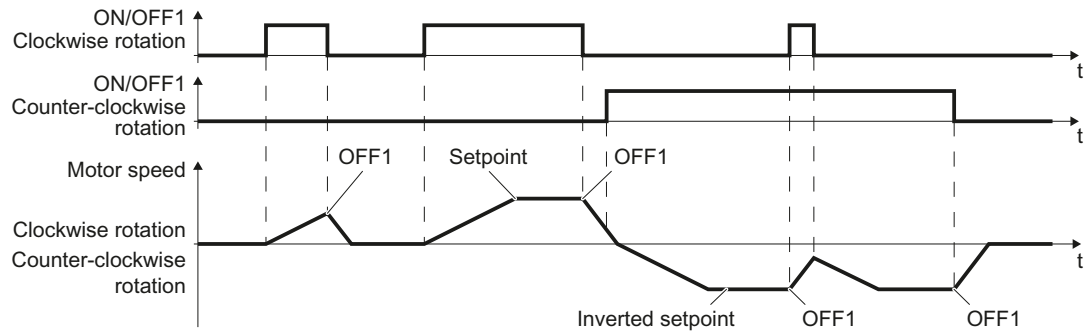 ON/OFF1
Clockwise rotation
t
ON/OFF1
Counter-clockwise
rotation
t
Motor speed
OFF1
Setpoint
OFF1
Clockwise rotation
Counter-clockwise
rotation
t
Inverted setpoint
OFF1
OFF1